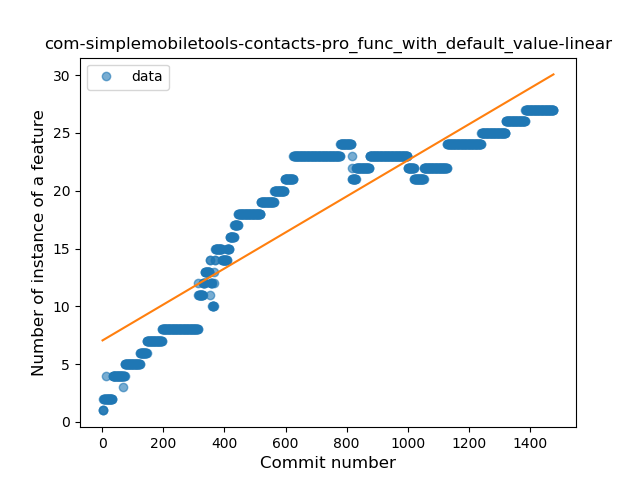 com-simplemobiletools-contacts-pro_func_with_default_value-linear
data
Number of instance of a feature
30
25
20
15
10
5
0
0 200 400 600 800 1000 1200 1400
Commit number